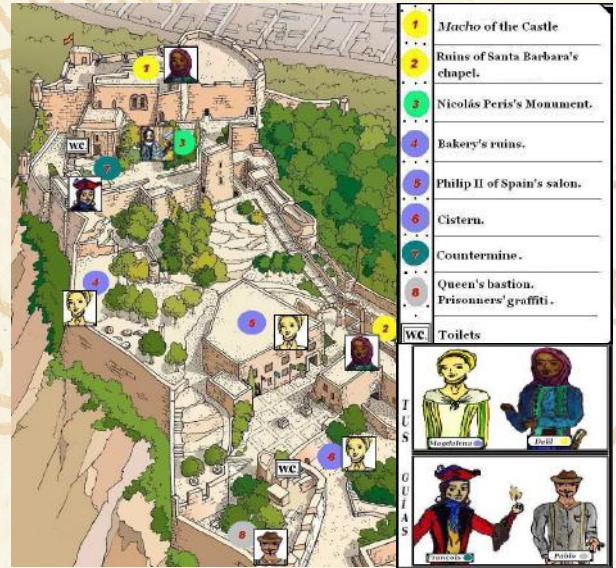 1
WC
3
7
4
5
2
6
WC
8
1 Macho of the Castle
2 Ruins of Santa Barbara's
chapel.
3 Nicolás Peris's Monument.
4 Bakery's ruins.
5 Philip II of Spain's salon.
6 Cistern.
7 Countermine.
8 Queen's bastion.
Prisonners' graffiti.
WC. Toilets
TUS
Magdalena
Dalil
GUÍAS
François
Pablo